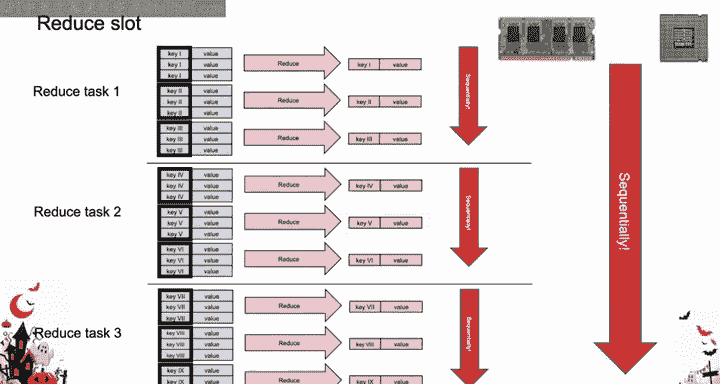 Reduce slot
Reduce task 1
key I value
key I value
key I value
Reduce
key I value
key II value
key II value
key II value
Reduce
key II value
key III value
key III value
key III value
Reduce
key III value
Sequentially!
Reduce task 2
key IV value
key IV value
key IV value
Reduce
key IV value
key V value
key V value
key V value
Reduce
key V value
key VI value
key VI value
key VI value
Reduce
key VI value
Sequentially!
Reduce task 3
key VII value
key VII value
key VII value
Reduce
key VII value
key VIII value
key VIII value
key VIII value
Reduce
key VIII value
key IX value
key IX value
Reduce
key IX value
Sequentially!
Sequentially!